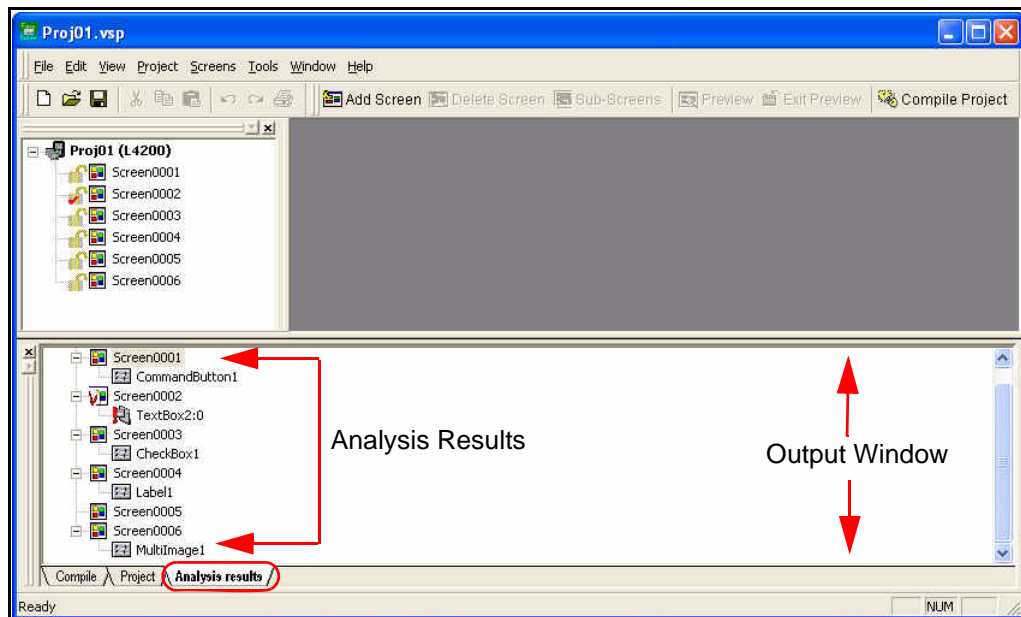 Proj01.vsp
File Edit View Project Screens Tools Window Help
Add Screen Delete Screen Sub-Screens Preview Exit Preview Compile Project
Proj01 (L4200)
Screen0001
Screen0002
Screen0003
Screen0004
Screen0005
Screen0006
Screen0001
CommandButton1
Screen0002
TextBox2:0
Screen0003
CheckBox1
Screen0004
Label1
Screen0005
Screen0006
MultiImage1
Analysis Results
Output Window
Compile Project Analysis results
Ready NUM